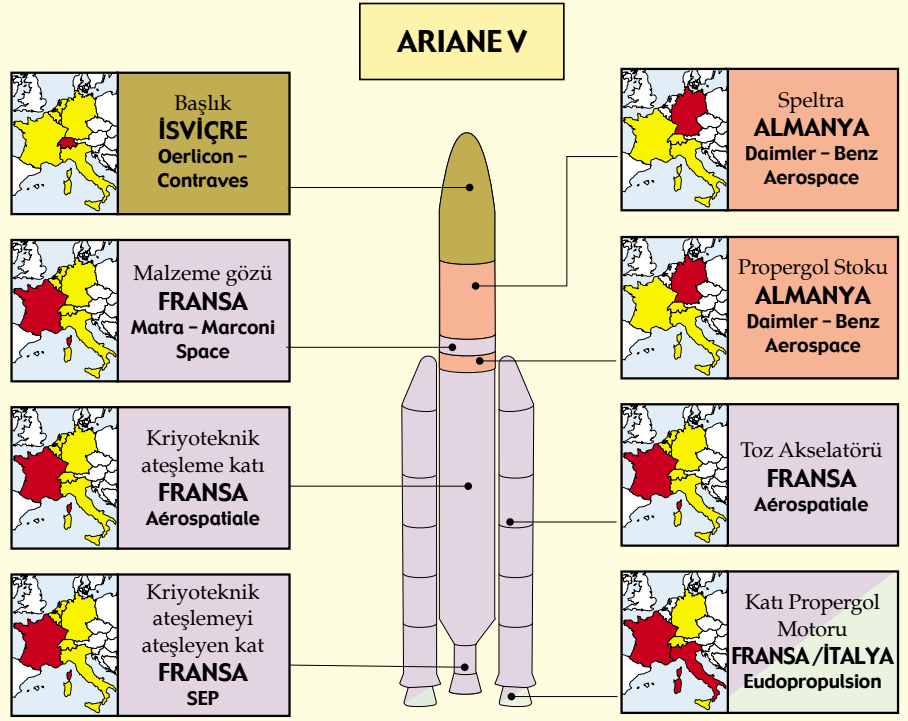 ARIANE V
Başlık
İSVİÇRE
Oerlicon –
Contraves
Malzeme gözü
FRANSA
Matra – Marconi
Space
Kriyoteknik
ateşleme katı
FRANSA
Aérospatiale
Kriyoteknik
ateşlemeyi
ateşleyen kat
FRANSA
SEP
Speltra
ALMANYA
Daimler – Benz
Aerospace
Propergol Stoku
ALMANYA
Daimler – Benz
Aerospace
Toz Akselatörü
FRANSA
Aérospatiale
Katı Propergol
Motoru
FRANSA/İTALYA
Eudopropulsion